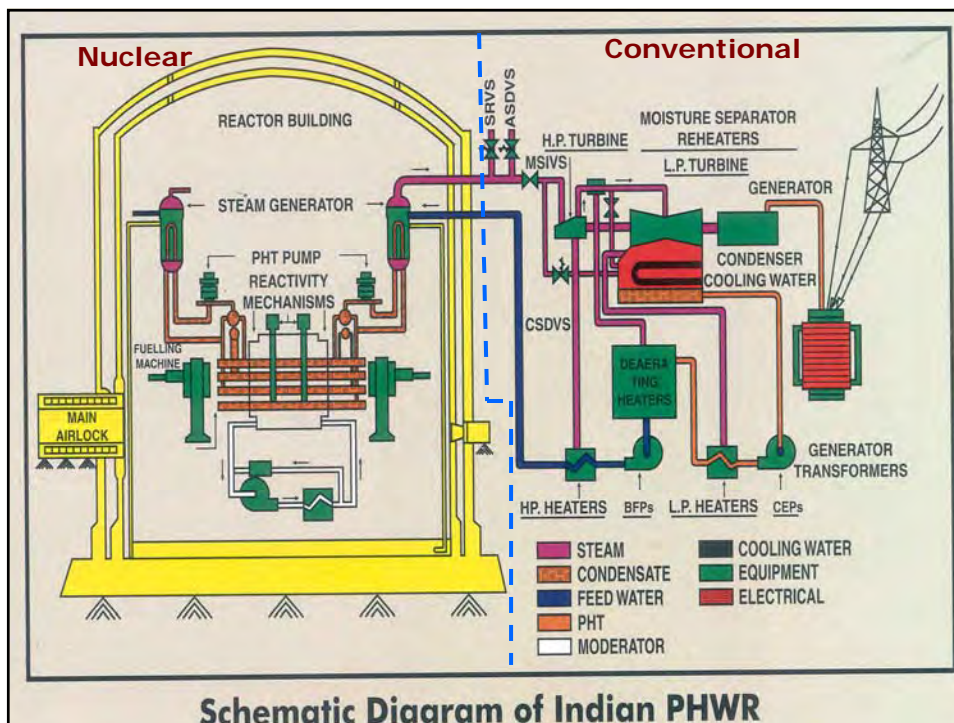 Nuclear
Conventional
SRVS
ASDVS
REACTOR BUILDING
H.P. TURBINE
MOISTURE SEPARATOR
REHEATERS
MSIVS
L.P. TURBINE
GENERATOR
STEAM GENERATOR
PHT PUMP
REACTIVITY
MECHANISMS
CONDENSER
COOLING WATER
FUELLING
MACHINE
CSDVS
DEAERA
TING
HEATERS
MAIN
AIRLOCK
GENERATOR
TRANSFORMERS
HP. HEATERS
BFPs
L.P. HEATERS
CEPs
STEAM
CONDENSATE
FEED WATER
PHT
MODERATOR
COOLING WATER
EQUIPMENT
ELECTRICAL
Schematic Diagram of Indian PHWR